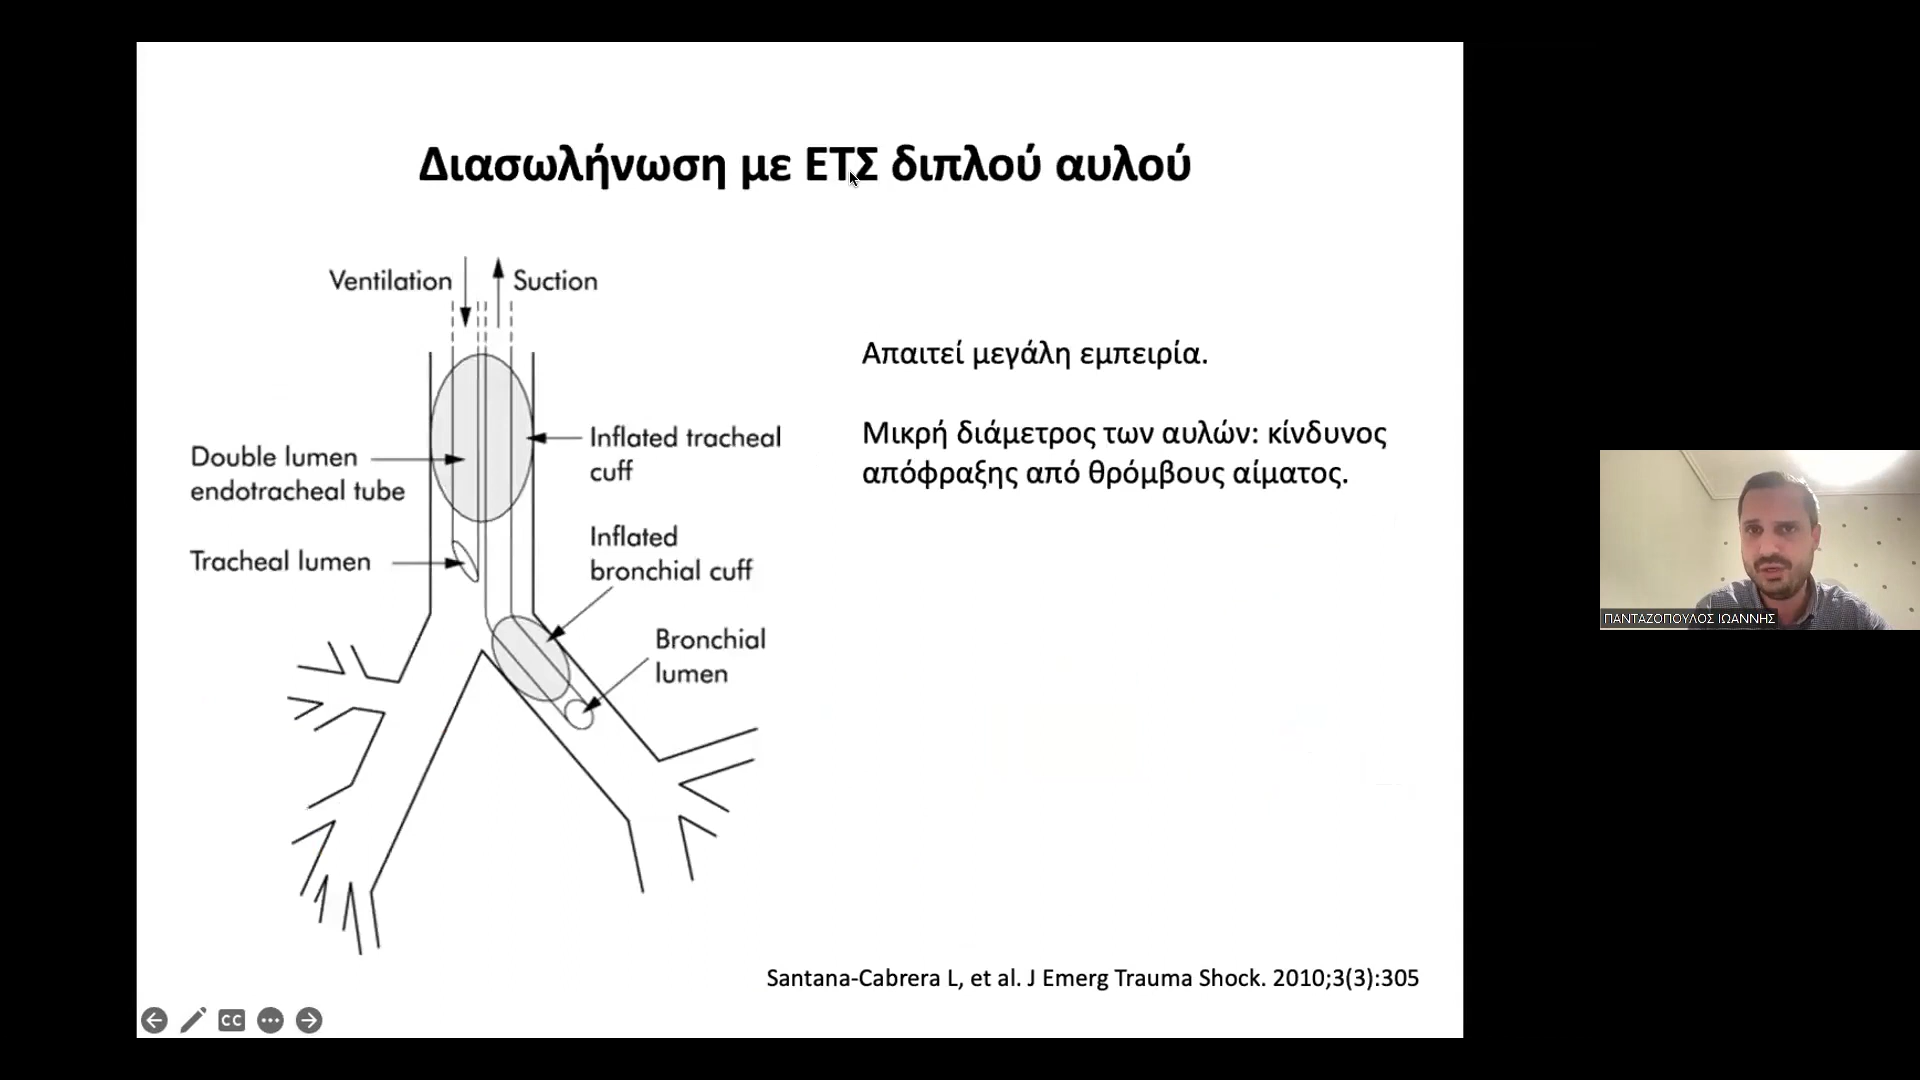 Διασωλήνωση με ΕΤΣ διπλού αυλού
Ventilation
Suction
Απαιτεί μεγάλη εμπειρία.
Μικρή διάμετρος των αυλών: κίνδυνος
απόφραξης από θρόμβους αίματος.
Inflated tracheal
cuff
Double lumen
endotracheal tube
Inflated
bronchial cuff
Tracheal lumen
Bronchial
lumen
ΠΑΝΤΑΖΟΠΟΥΛΟΣ ΙΩΑΝΝΗΣ
Santana-Cabrera L, et al. J Emerg Trauma Shock. 2010;3(3):305
CC